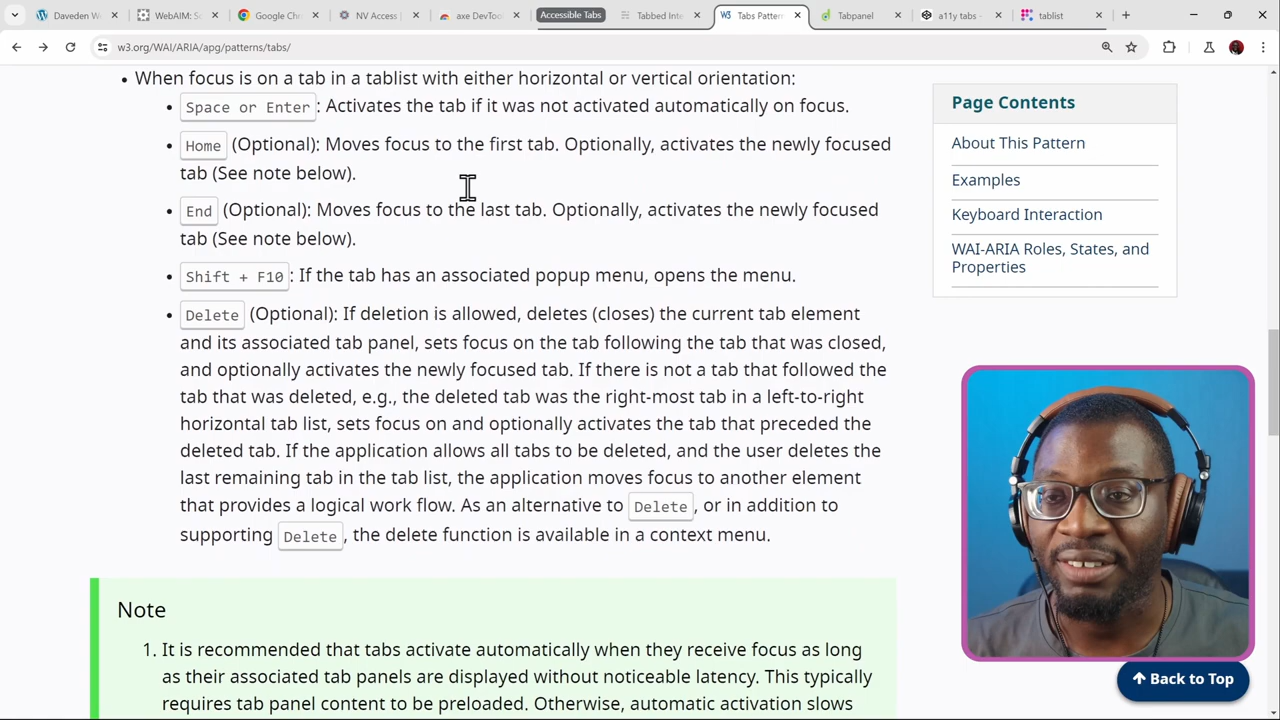 Daveden W
WebAIM: S
Google Ch
NV Access |
axe DevToo
Accessible Tabs
Tabbed Inte
Tabs Pattern
Tabpanel
a11y tabs -
tablist
w3.org/WAI/ARIA/apg/patterns/tabs/
• When focus is on a tab in a tablist with either horizontal or vertical orientation:
• Space or Enter: Activates the tab if it was not activated automatically on focus.
• Home (Optional): Moves focus to the first tab. Optionally, activates the newly focused
tab (See note below).
• End (Optional): Moves focus to the last tab. Optionally, activates the newly focused
tab (See note below).
• Shift + F10: If the tab has an associated popup menu, opens the menu.
• Delete (Optional): If deletion is allowed, deletes (closes) the current tab element
and its associated tab panel, sets focus on the tab following the tab that was closed,
and optionally activates the newly focused tab. If there is not a tab that followed the
tab that was deleted, e.g., the deleted tab was the right-most tab in a left-to-right
horizontal tab list, sets focus on and optionally activates the tab that preceded the
deleted tab. If the application allows all tabs to be deleted, and the user deletes the
last remaining tab in the tab list, the application moves focus to another element
that provides a logical work flow. As an alternative to Delete, or in addition to
supporting Delete, the delete function is available in a context menu.
Note
1. It is recommended that tabs activate automatically when they receive focus as long
as their associated tab panels are displayed without noticeable latency. This typically
requires tab panel content to be preloaded. Otherwise, automatic activation slows
Page Contents
About This Pattern
Examples
Keyboard Interaction
WAI-ARIA Roles, States, and
Properties
Back to Top